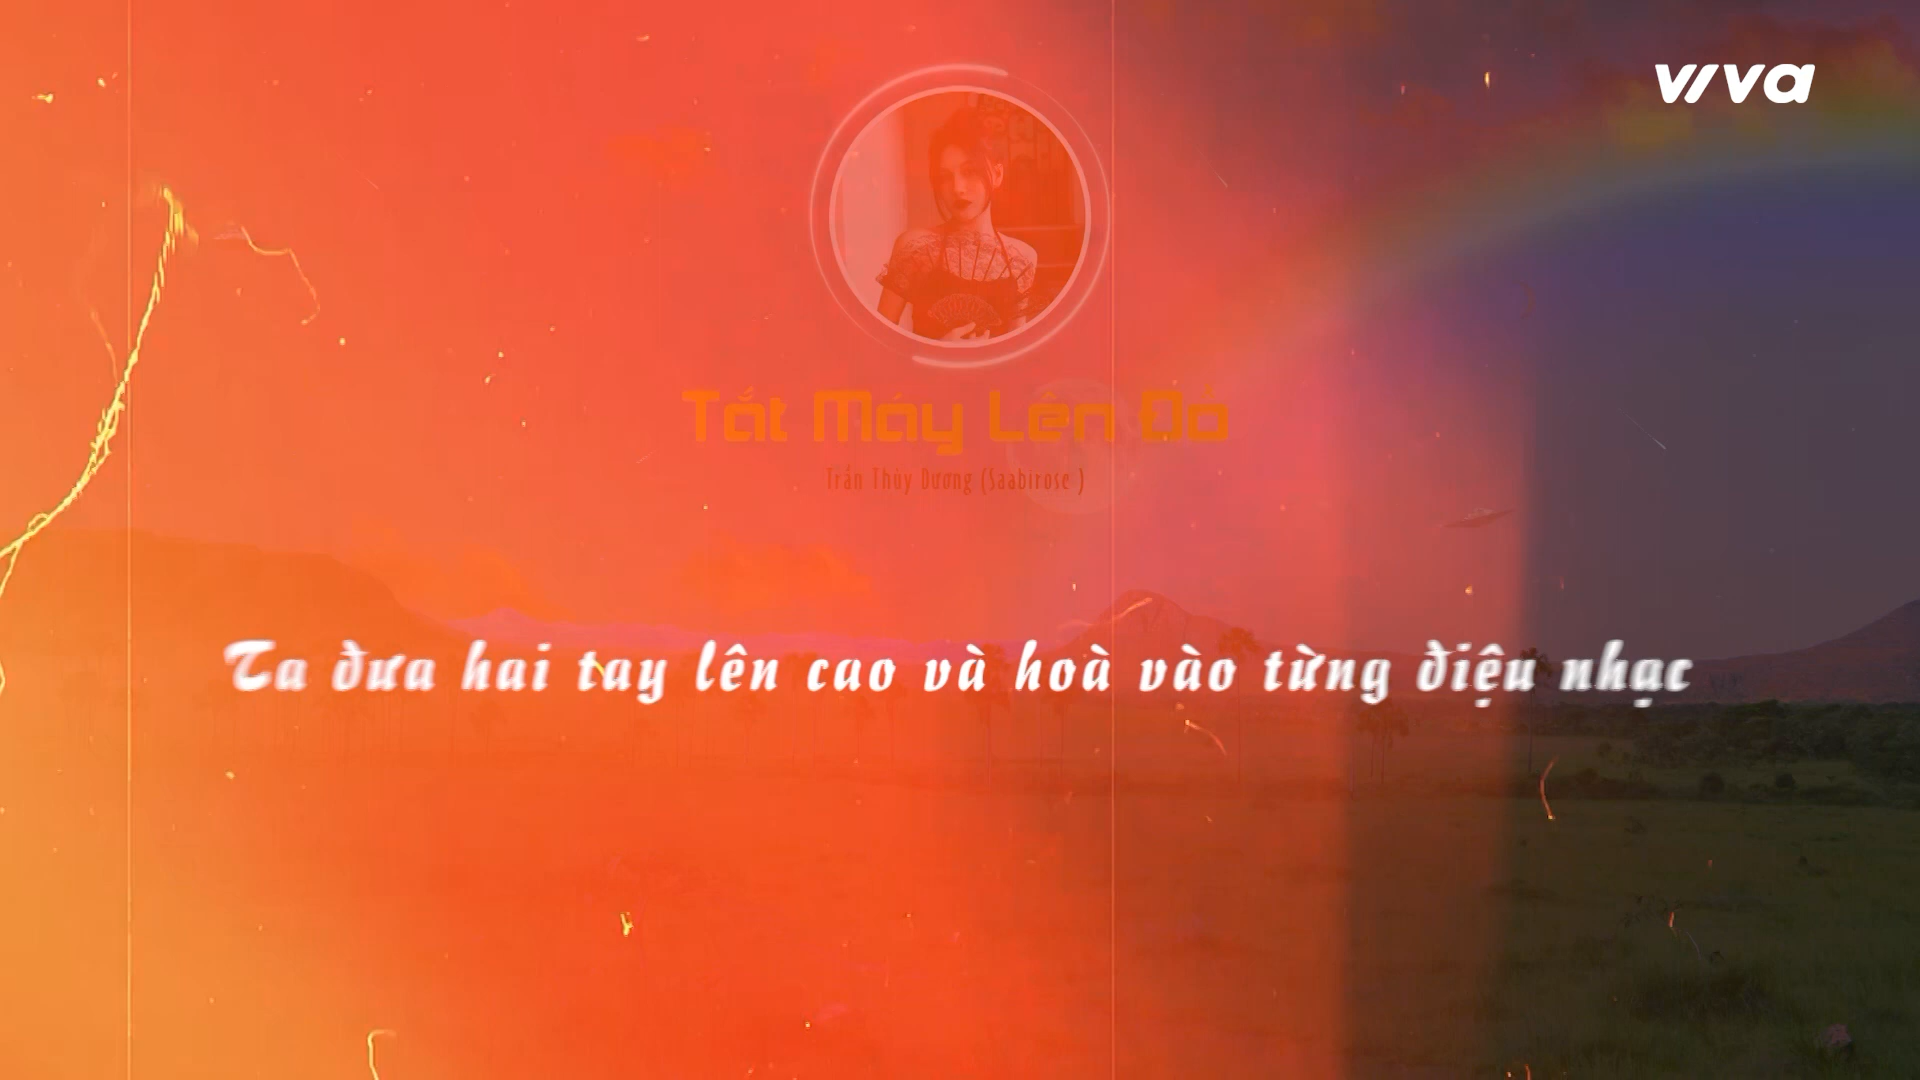 viva
Tắt Máy Lên Đồ
Trần Thùy Dương (Saabirose )
Ta đưa hai tay lên cao và hoà vào từng điệu nhạc